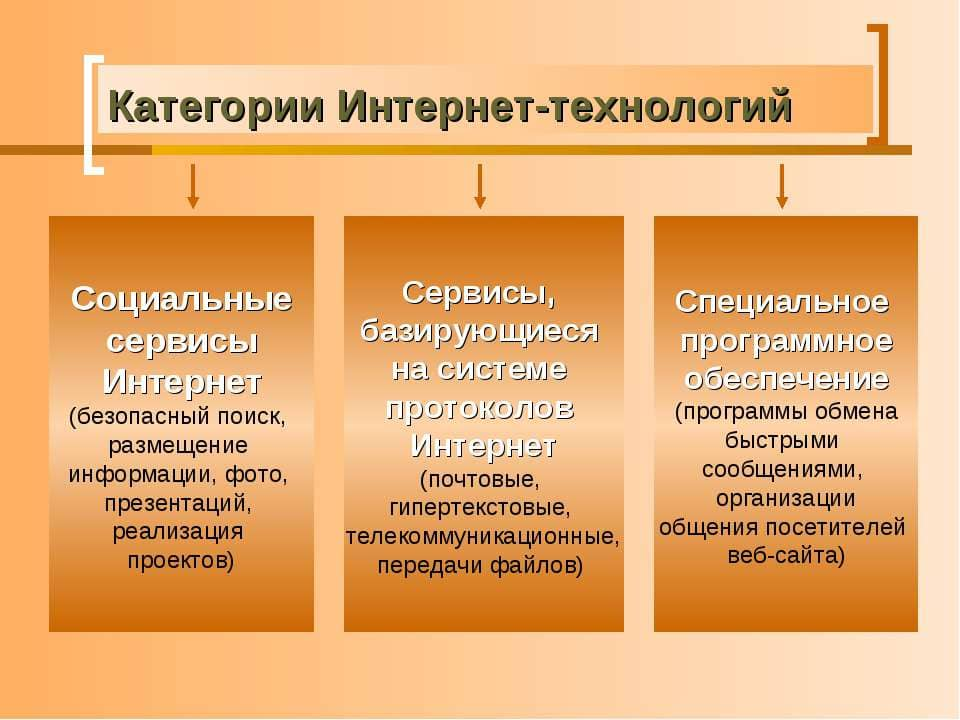 Категории Интернет-технологий
Социальные
сервисы
Интернет
(безопасный поиск,
размещение
информации, фото,
презентаций,
реализация
проектов)
Сервисы,
базирующиеся
на системе
протоколов
Интернет
(почтовые,
гипертекстовые,
телекоммуникационные,
передачи файлов)
Специальное
программное
обеспечение
(программы обмена
быстрыми
сообщениями,
организации
общения посетителей
веб-сайта)